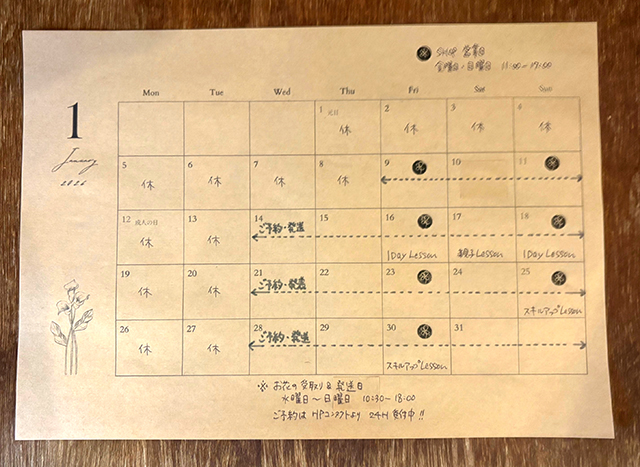 SHOP 営業日
金曜日・日曜日 11:00～17:00
1
January
2026
Mon Tue Wed Thu Fri Sat Sun
1 元日 2 3 4
休 休 休 休
5 6 7 8 9 10 11
休 休 休 休
12 成人の日 13 14 15 16 17 18
休 休 ご予約・発送
1Day Lesson 親子Lesson 1Day Lesson
19 20 21 22 23 24 25
休 休 ご予約・発送
スキルアップLesson
26 27 28 29 30 31
休 休 ご予約・発送
スキルアップLesson
※ お花の受取り & 発送日
水曜日～日曜日 10:30～18:00
ご予約は HPコンタクトより 24H 受付中!!